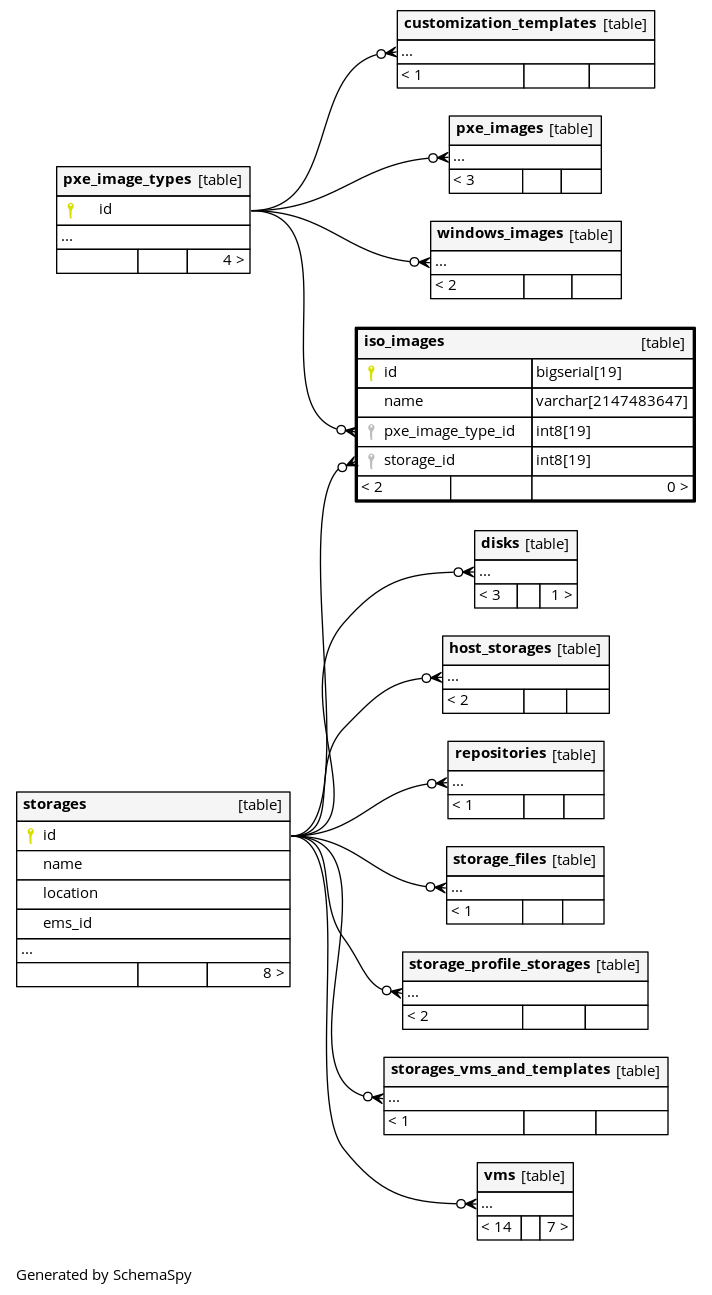 customization_templates [table]
...
< 1
pxe_images [table]
...
< 3
pxe_image_types [table]
id
...
4 >
windows_images [table]
...
< 2
iso_images [table]
id bigserial[19]
name varchar[2147483647]
pxe_image_type_id int8[19]
storage_id int8[19]
< 2 0 >
disks [table]
...
< 3 1 >
host_storages [table]
...
< 2
repositories [table]
...
< 1
storages [table]
id
name
location
ems_id
...
8 >
storage_files [table]
...
< 1
storage_profile_storages [table]
...
< 2
storages_vms_and_templates [table]
...
< 1
vms [table]
...
< 14 7 >
Generated by SchemaSpy